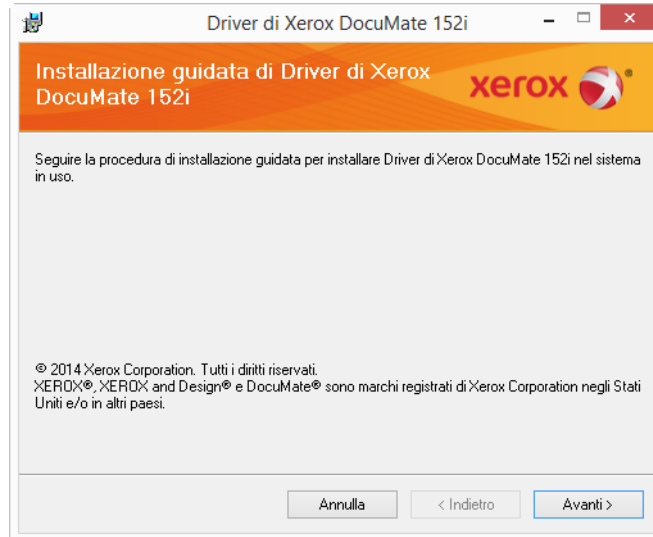 Driver di Xerox DocuMate 152i
Installazione guidata di Driver di Xerox
DocuMate 152i
xerox
Seguire la procedura di installazione guidata per installare Driver di Xerox DocuMate 152i nel sistema
in uso.
© 2014 Xerox Corporation. Tutti i diritti riservati.
XEROX®, XEROX and Design® e DocuMate® sono marchi registrati di Xerox Corporation negli Stati
Uniti e/o in altri paesi.
Annulla < Indietro Avanti >